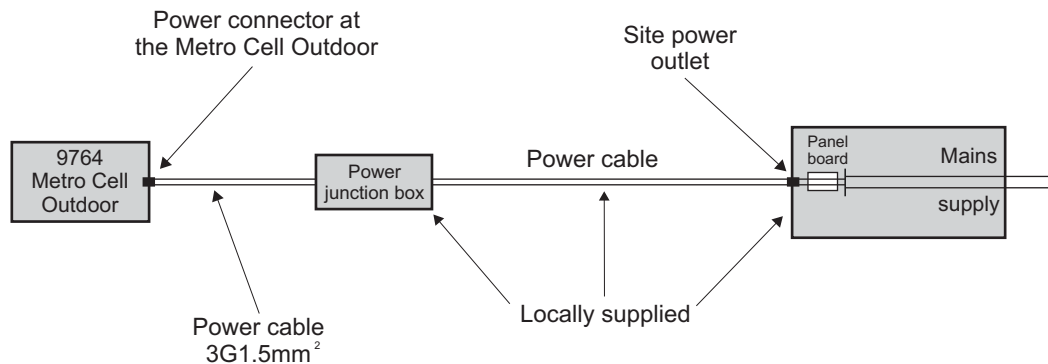 Power connector at
the Metro Cell Outdoor
Site power
outlet
9764
Metro Cell
Outdoor
Power
junction box
Power cable
Panel
board
Mains
supply
Locally supplied
Power cable
3G1.5mm²